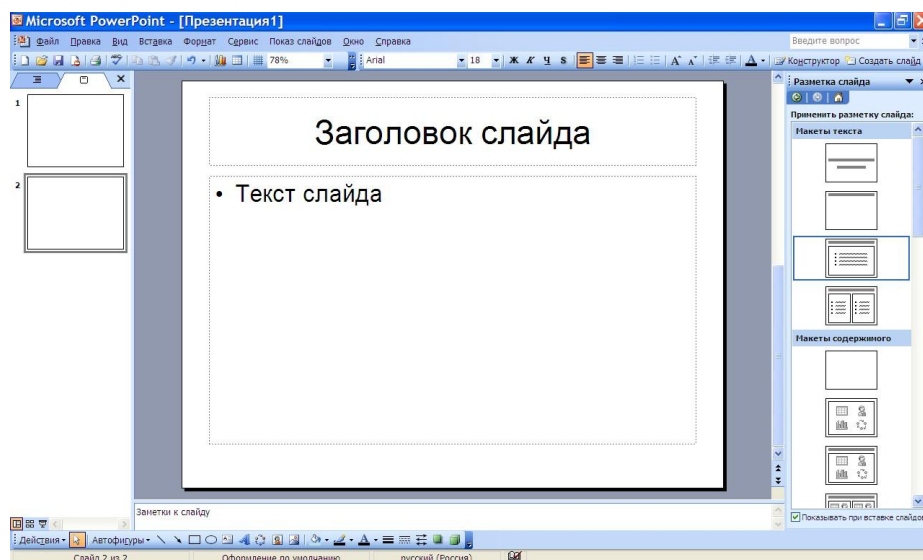 Microsoft PowerPoint - [Презентация1]
Файл Правка Вид Вставка Формат Сервис Показ слайдов Окно Справка
Введите вопрос
78%
Arial
18
Ж К Ч S
Конструктор Создать слайд
Разметка слайда
Применить разметку слайда:
1
Макеты текста
Заголовок слайда
2
• Текст слайда
Макеты содержимого
Заметки к слайду
Показывать при вставке слайдов
Действия Автофигуры
Слайд 2 из 2 Оформление по умолчанию русский (Россия)